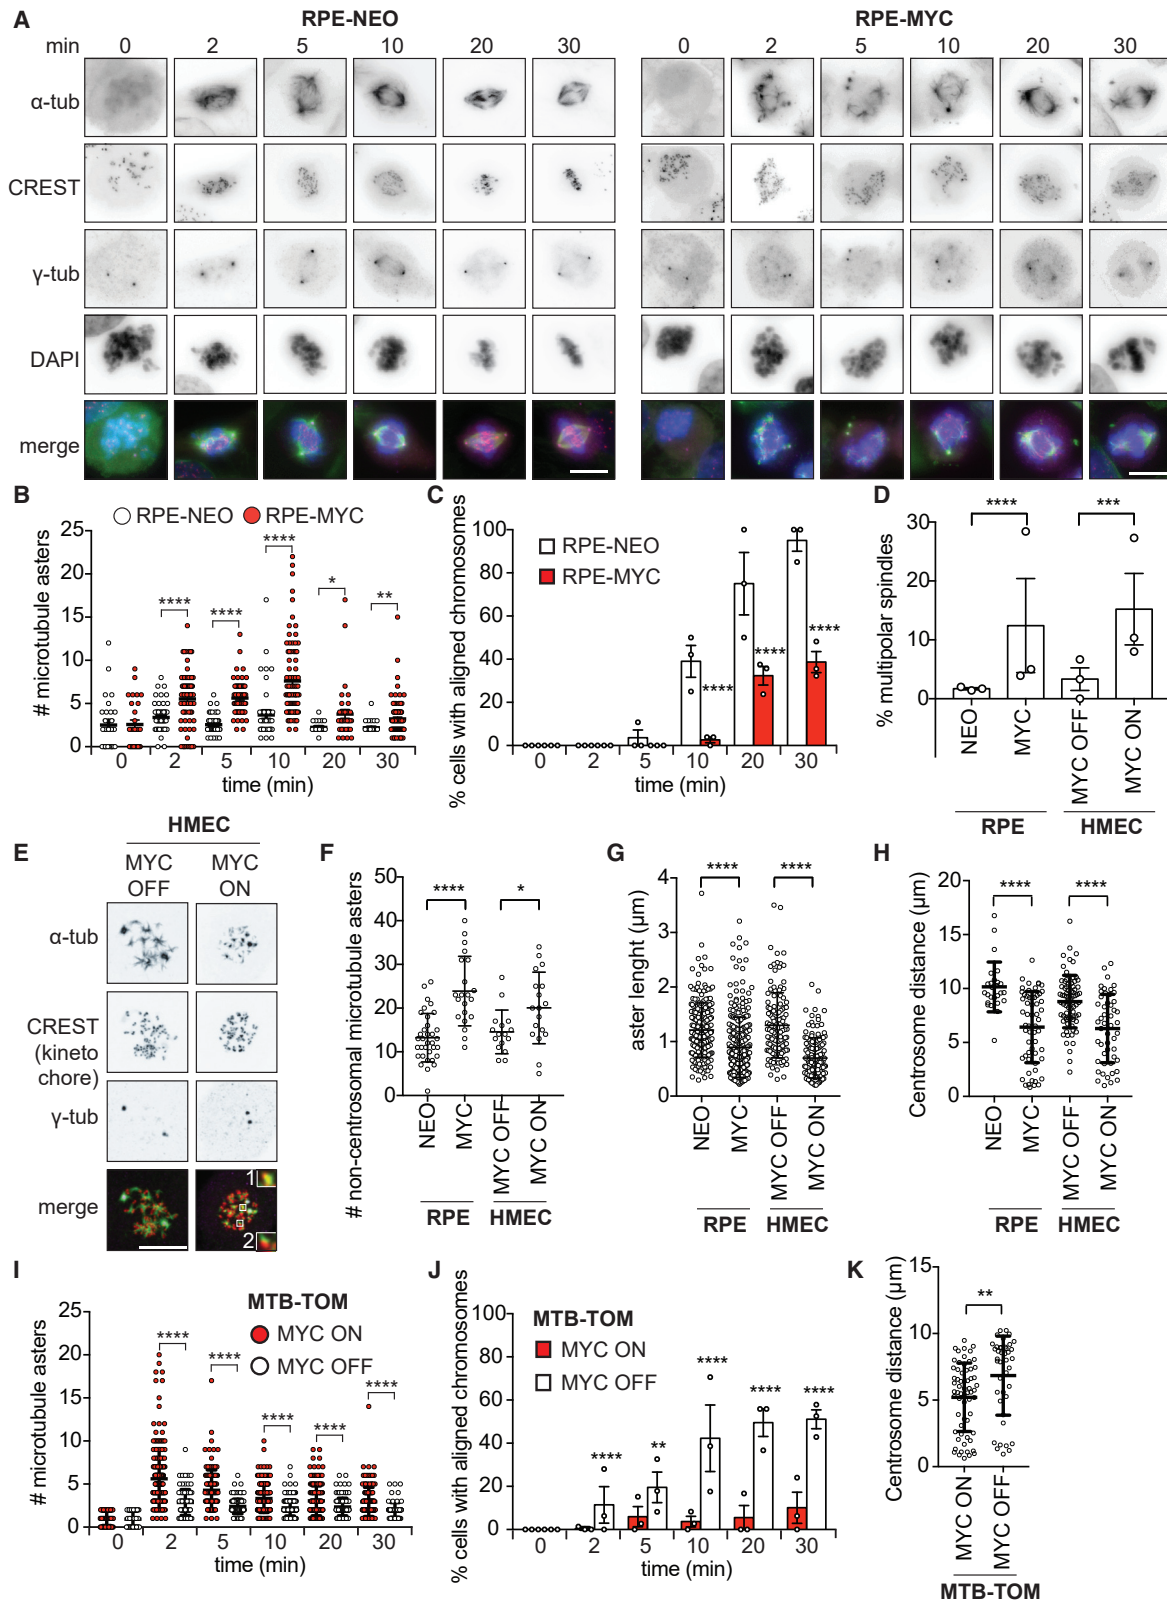 A
RPE-NEO
RPE-MYC
min 0 2 5 10 20 30 0 2 5 10 20 30
α-tub
CREST
γ-tub
DAPI
merge
B
RPE-NEO RPE-MYC
# microtubule asters
25
20
15
10
5
0
**** **** **** * **
0 2 5 10 20 30
time (min)
C
% cells with aligned chromosomes
100
80
60
40
20
0
RPE-NEO
RPE-MYC
**** **** ****
0 2 5 10 20 30
time (min)
D
% multipolar spindles
30
20
10
0
**** ***
NEO MYC MYC OFF MYC ON
RPE HMEC
E
HMEC
MYC OFF
MYC ON
α-tub
CREST
(kineto
chore)
γ-tub
merge
1
2
F
# non-centrosomal microtubule asters
50
40
30
20
10
0
**** *
NEO MYC MYC OFF MYC ON
RPE HMEC
G
aster lenght (μm)
4
3
2
1
0
**** ****
NEO MYC MYC OFF MYC ON
RPE HMEC
H
Centrosome distance (μm)
20
15
10
5
0
**** ****
NEO MYC MYC OFF MYC ON
RPE HMEC
I
MTB-TOM
MYC ON
MYC OFF
# microtubule asters
25
20
15
10
5
0
**** **** **** **** ****
0 2 5 10 20 30
time (min)
J
MTB-TOM
MYC ON
MYC OFF
% cells with aligned chromosomes
100
80
60
40
20
0
**** ** **** **** ****
0 2 5 10 20 30
time (min)
K
Centrosome distance (μm)
15
10
5
0
**
MYC ON MYC OFF
MTB-TOM